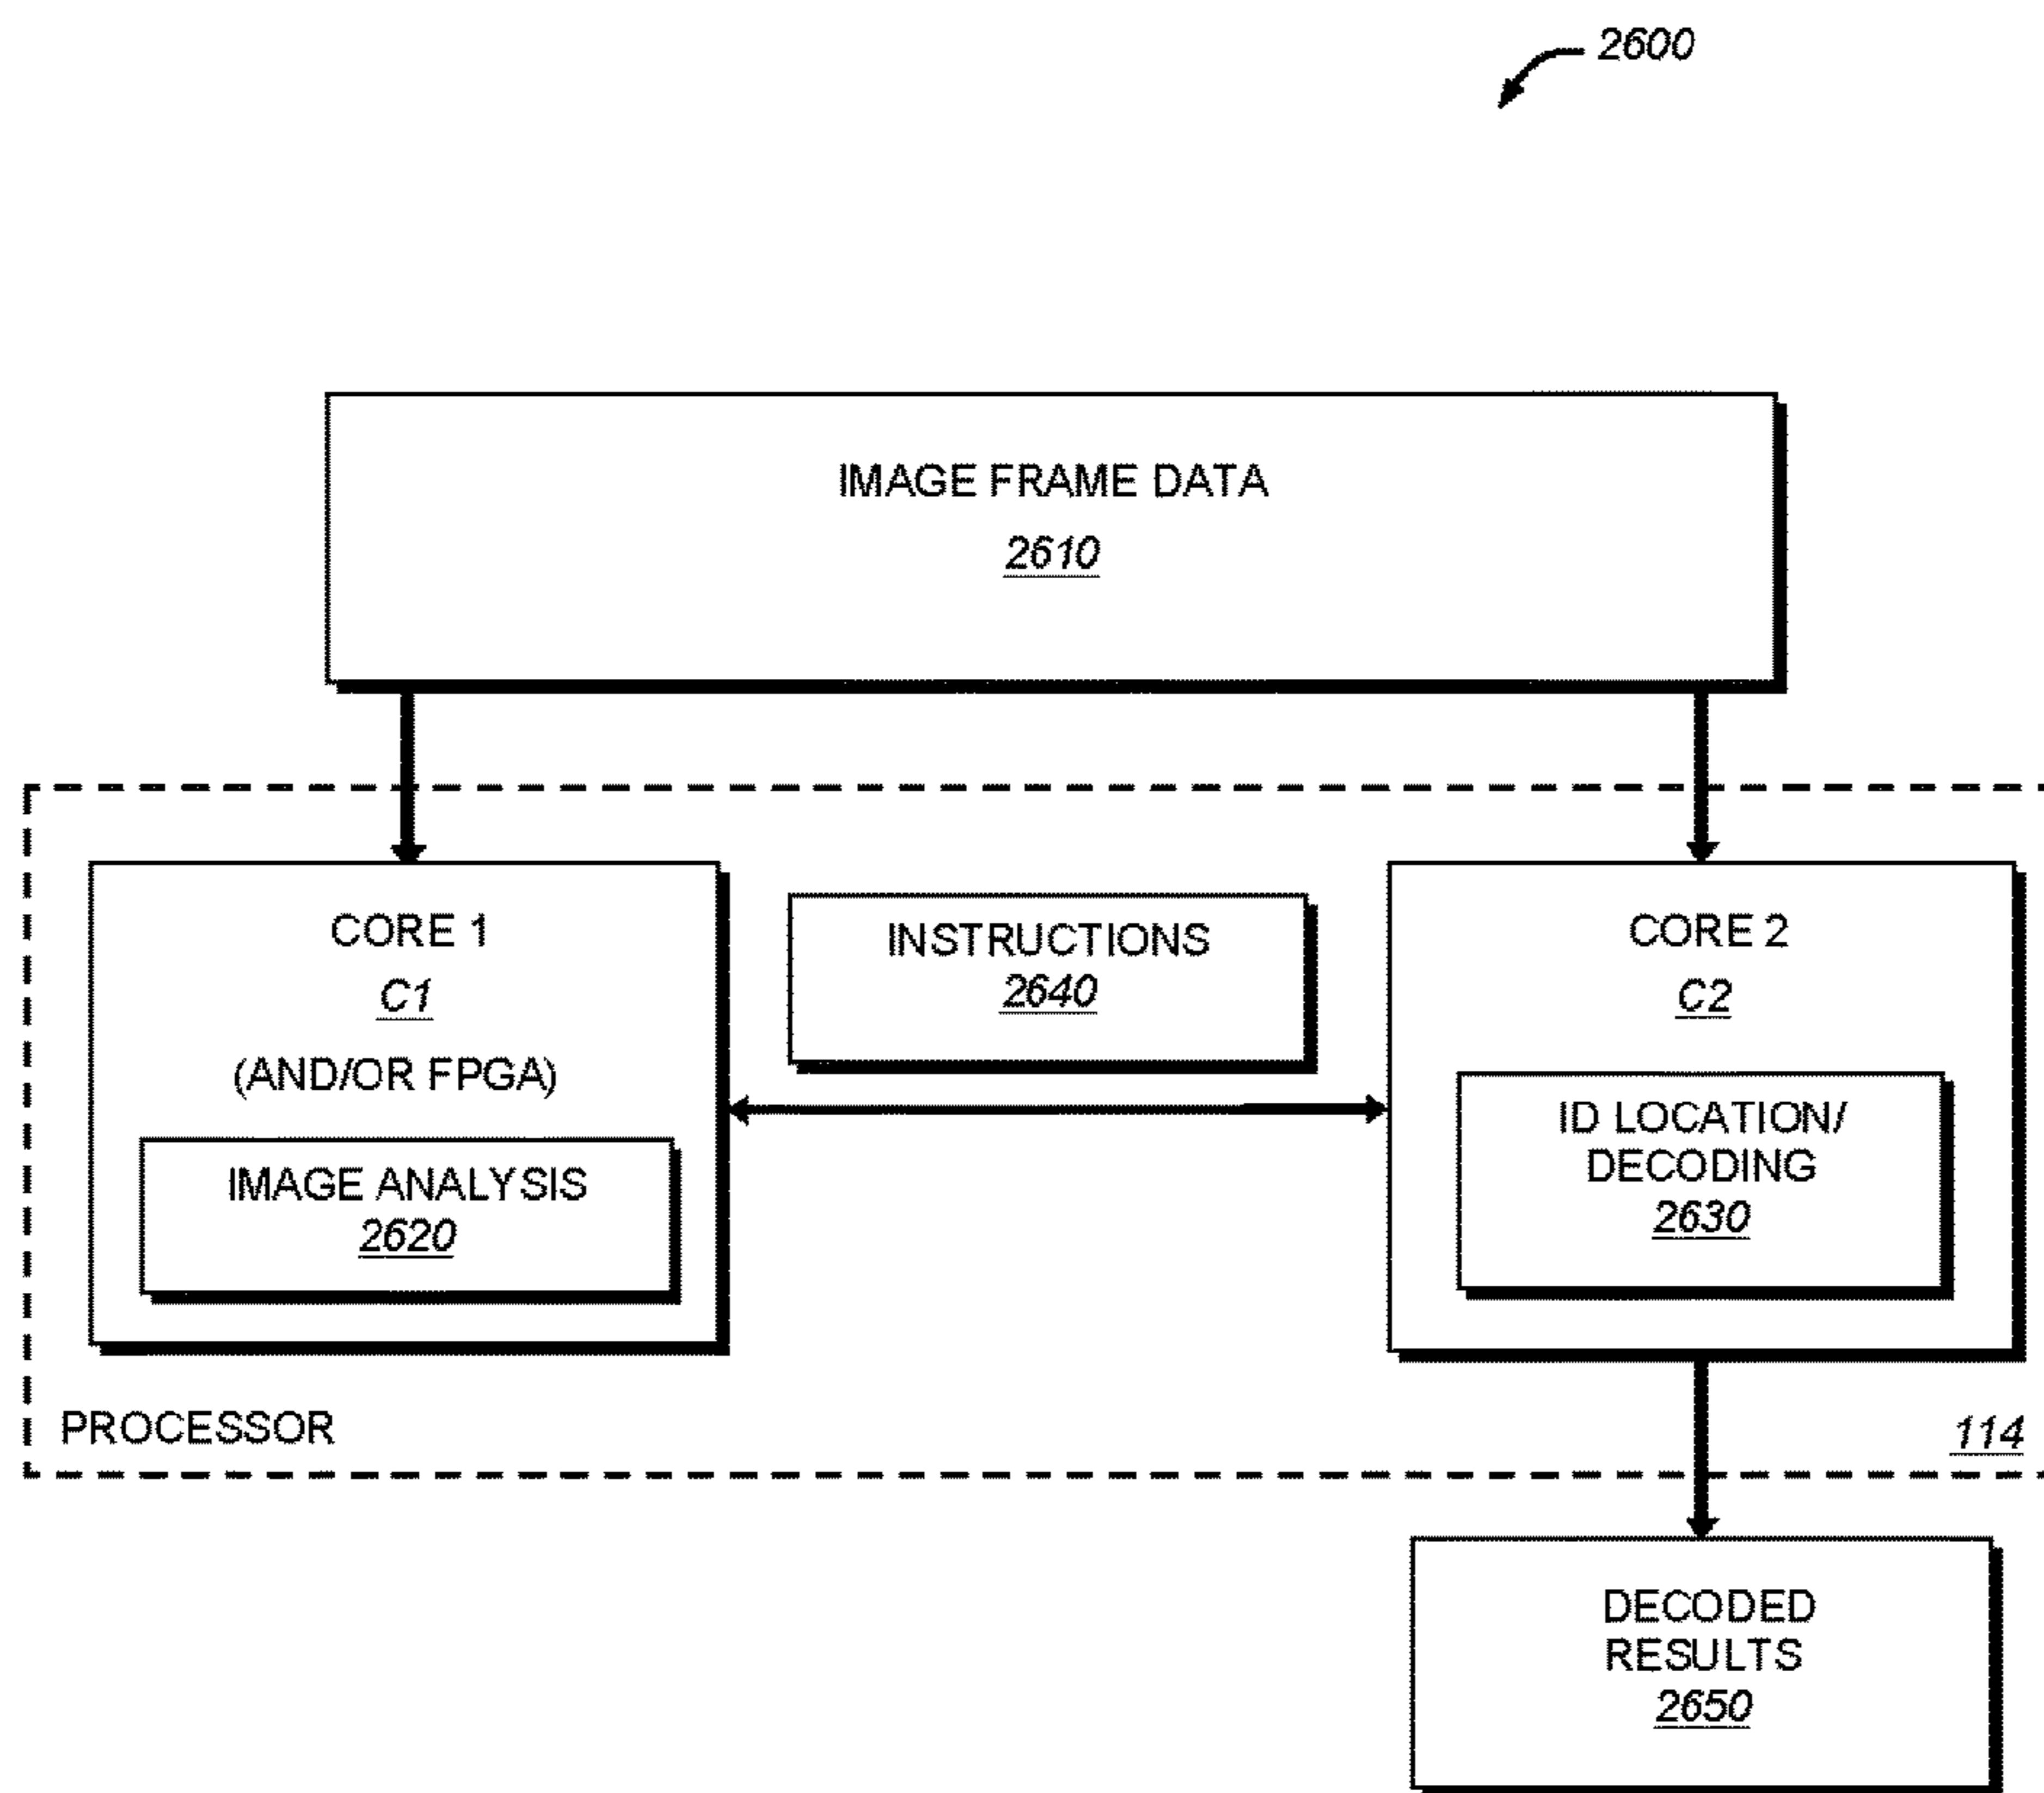 2600
IMAGE FRAME DATA
2610
CORE 1
C1
(AND/OR FPGA)
IMAGE ANALYSIS
2620
INSTRUCTIONS
2640
CORE 2
C2
ID LOCATION/
DECODING
2630
PROCESSOR
114
DECODED
RESULTS
2650